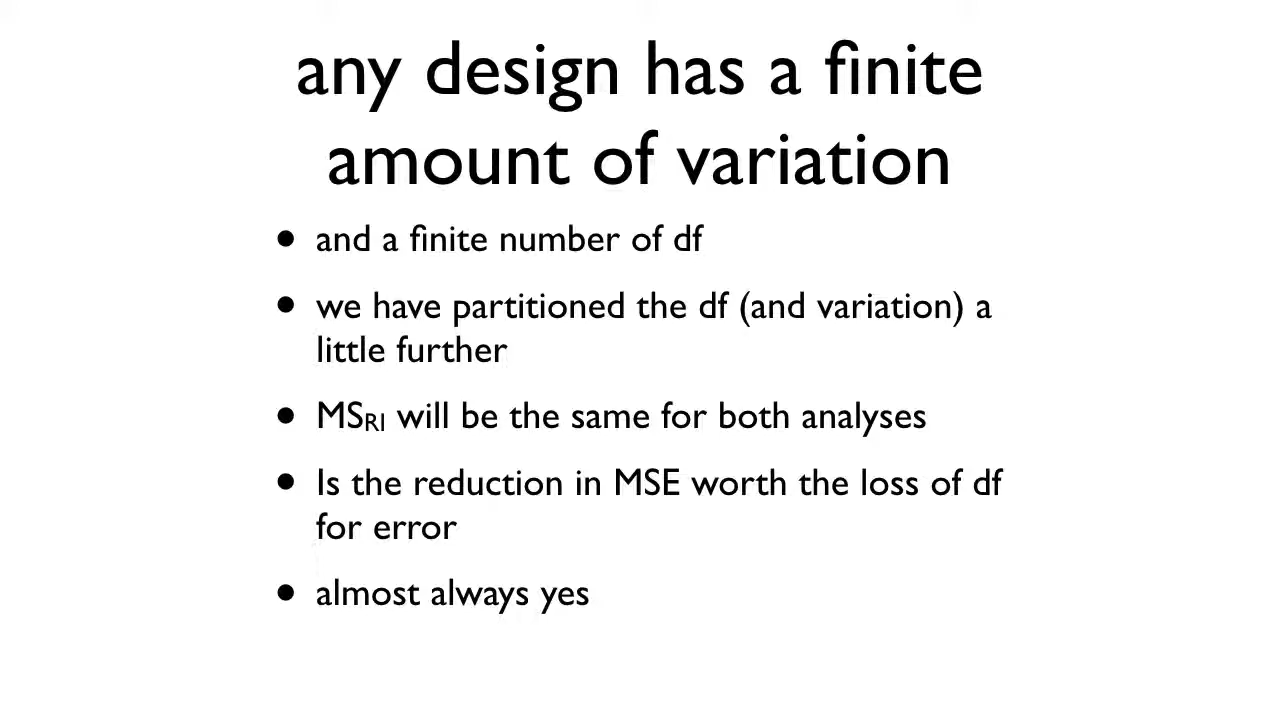 any design has a finite
amount of variation
• and a finite number of df
• we have partitioned the df (and variation) a
little further
• MSRI will be the same for both analyses
• Is the reduction in MSE worth the loss of df
for error
• almost always yes